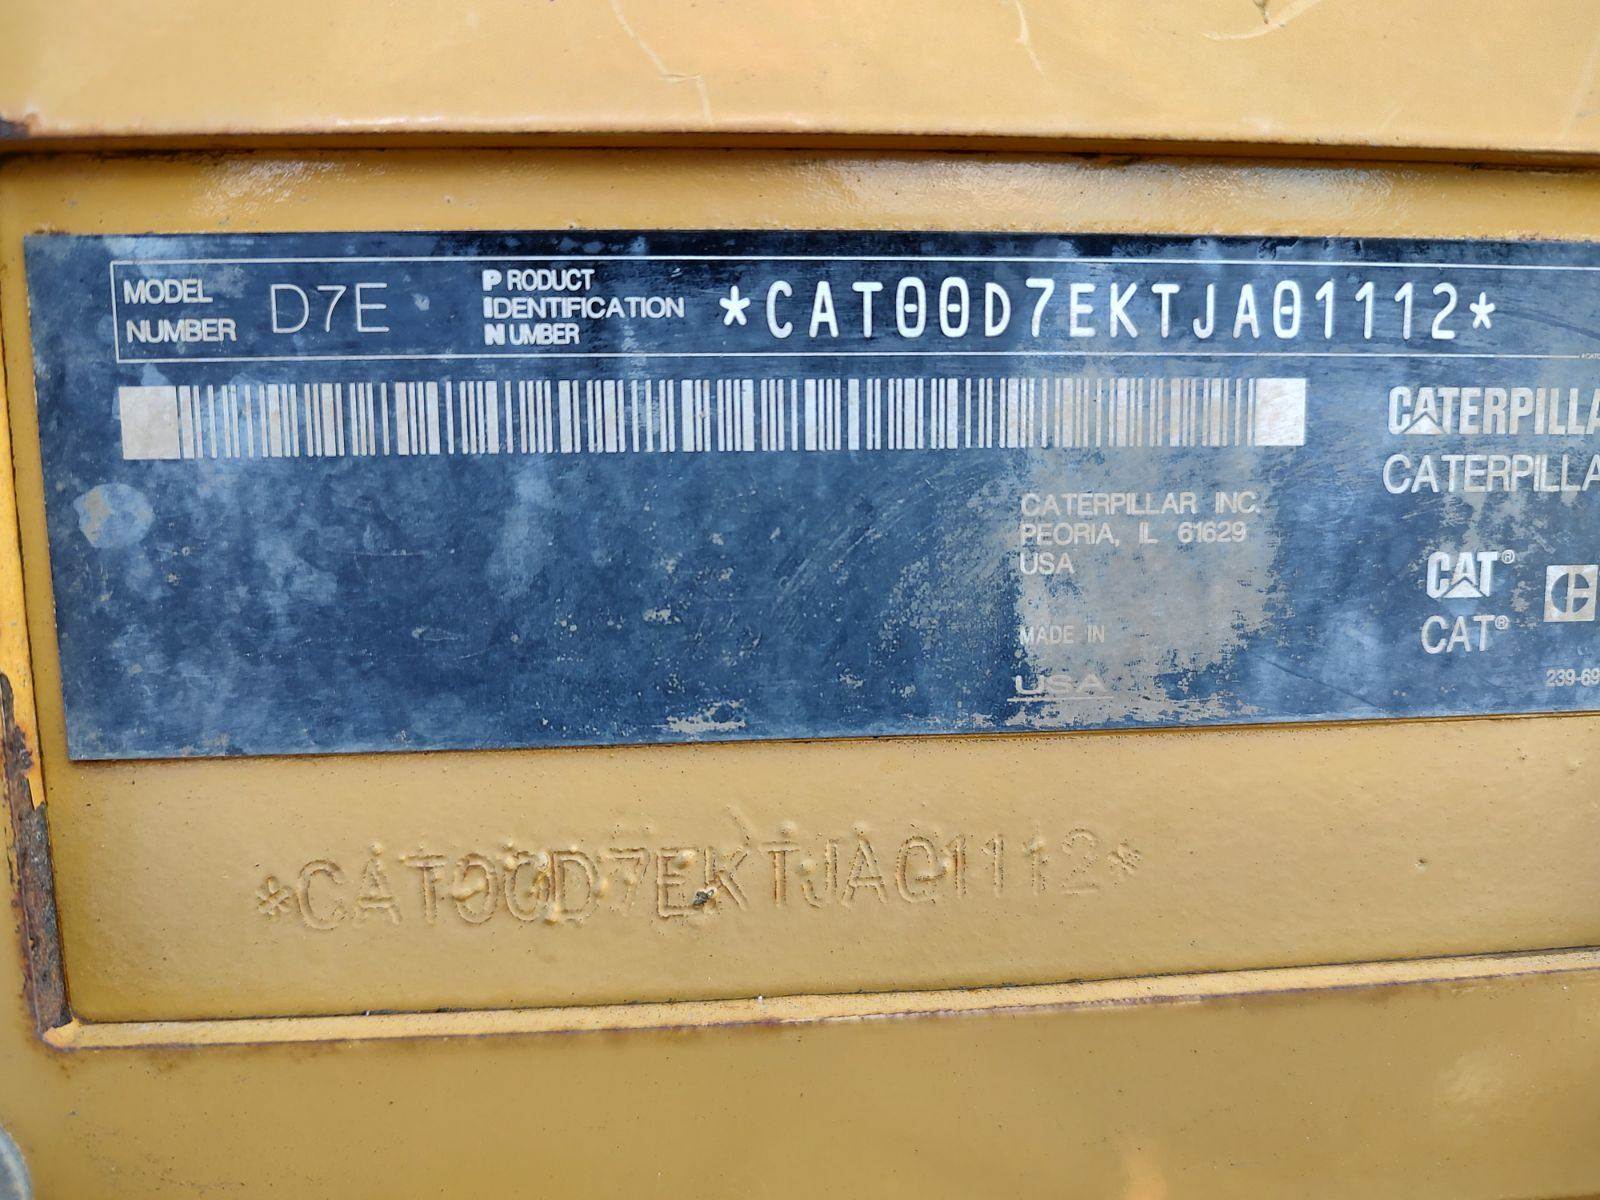 MODEL NUMBER D7E
PRODUCT IDENTIFICATION NUMBER *CAT00D7EKTJA01112*
CATERPILLA
CATERPILLA
CATERPILLAR INC.
PEORIA, IL 61629
USA
CAT®
CAT®
MADE IN
USA
239-69
*CAT00D7EKTJA01112*